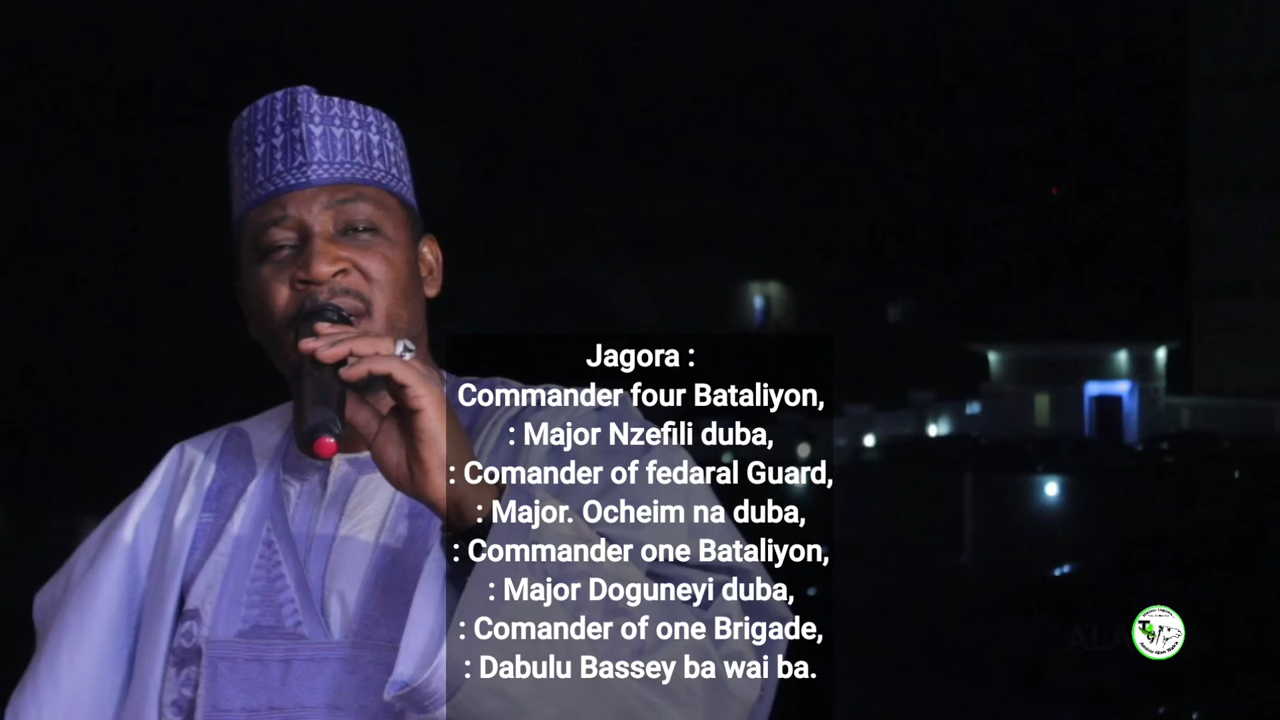 Jagora :
Commander four Bataliyon,
: Major Nzefili duba,
: Comander of fedaral Guard,
: Major. Ocheim na duba,
: Commander one Bataliyon,
: Major Doguneyi duba,
: Comander of one Brigade,
: Dabulu Bassey ba wai ba.